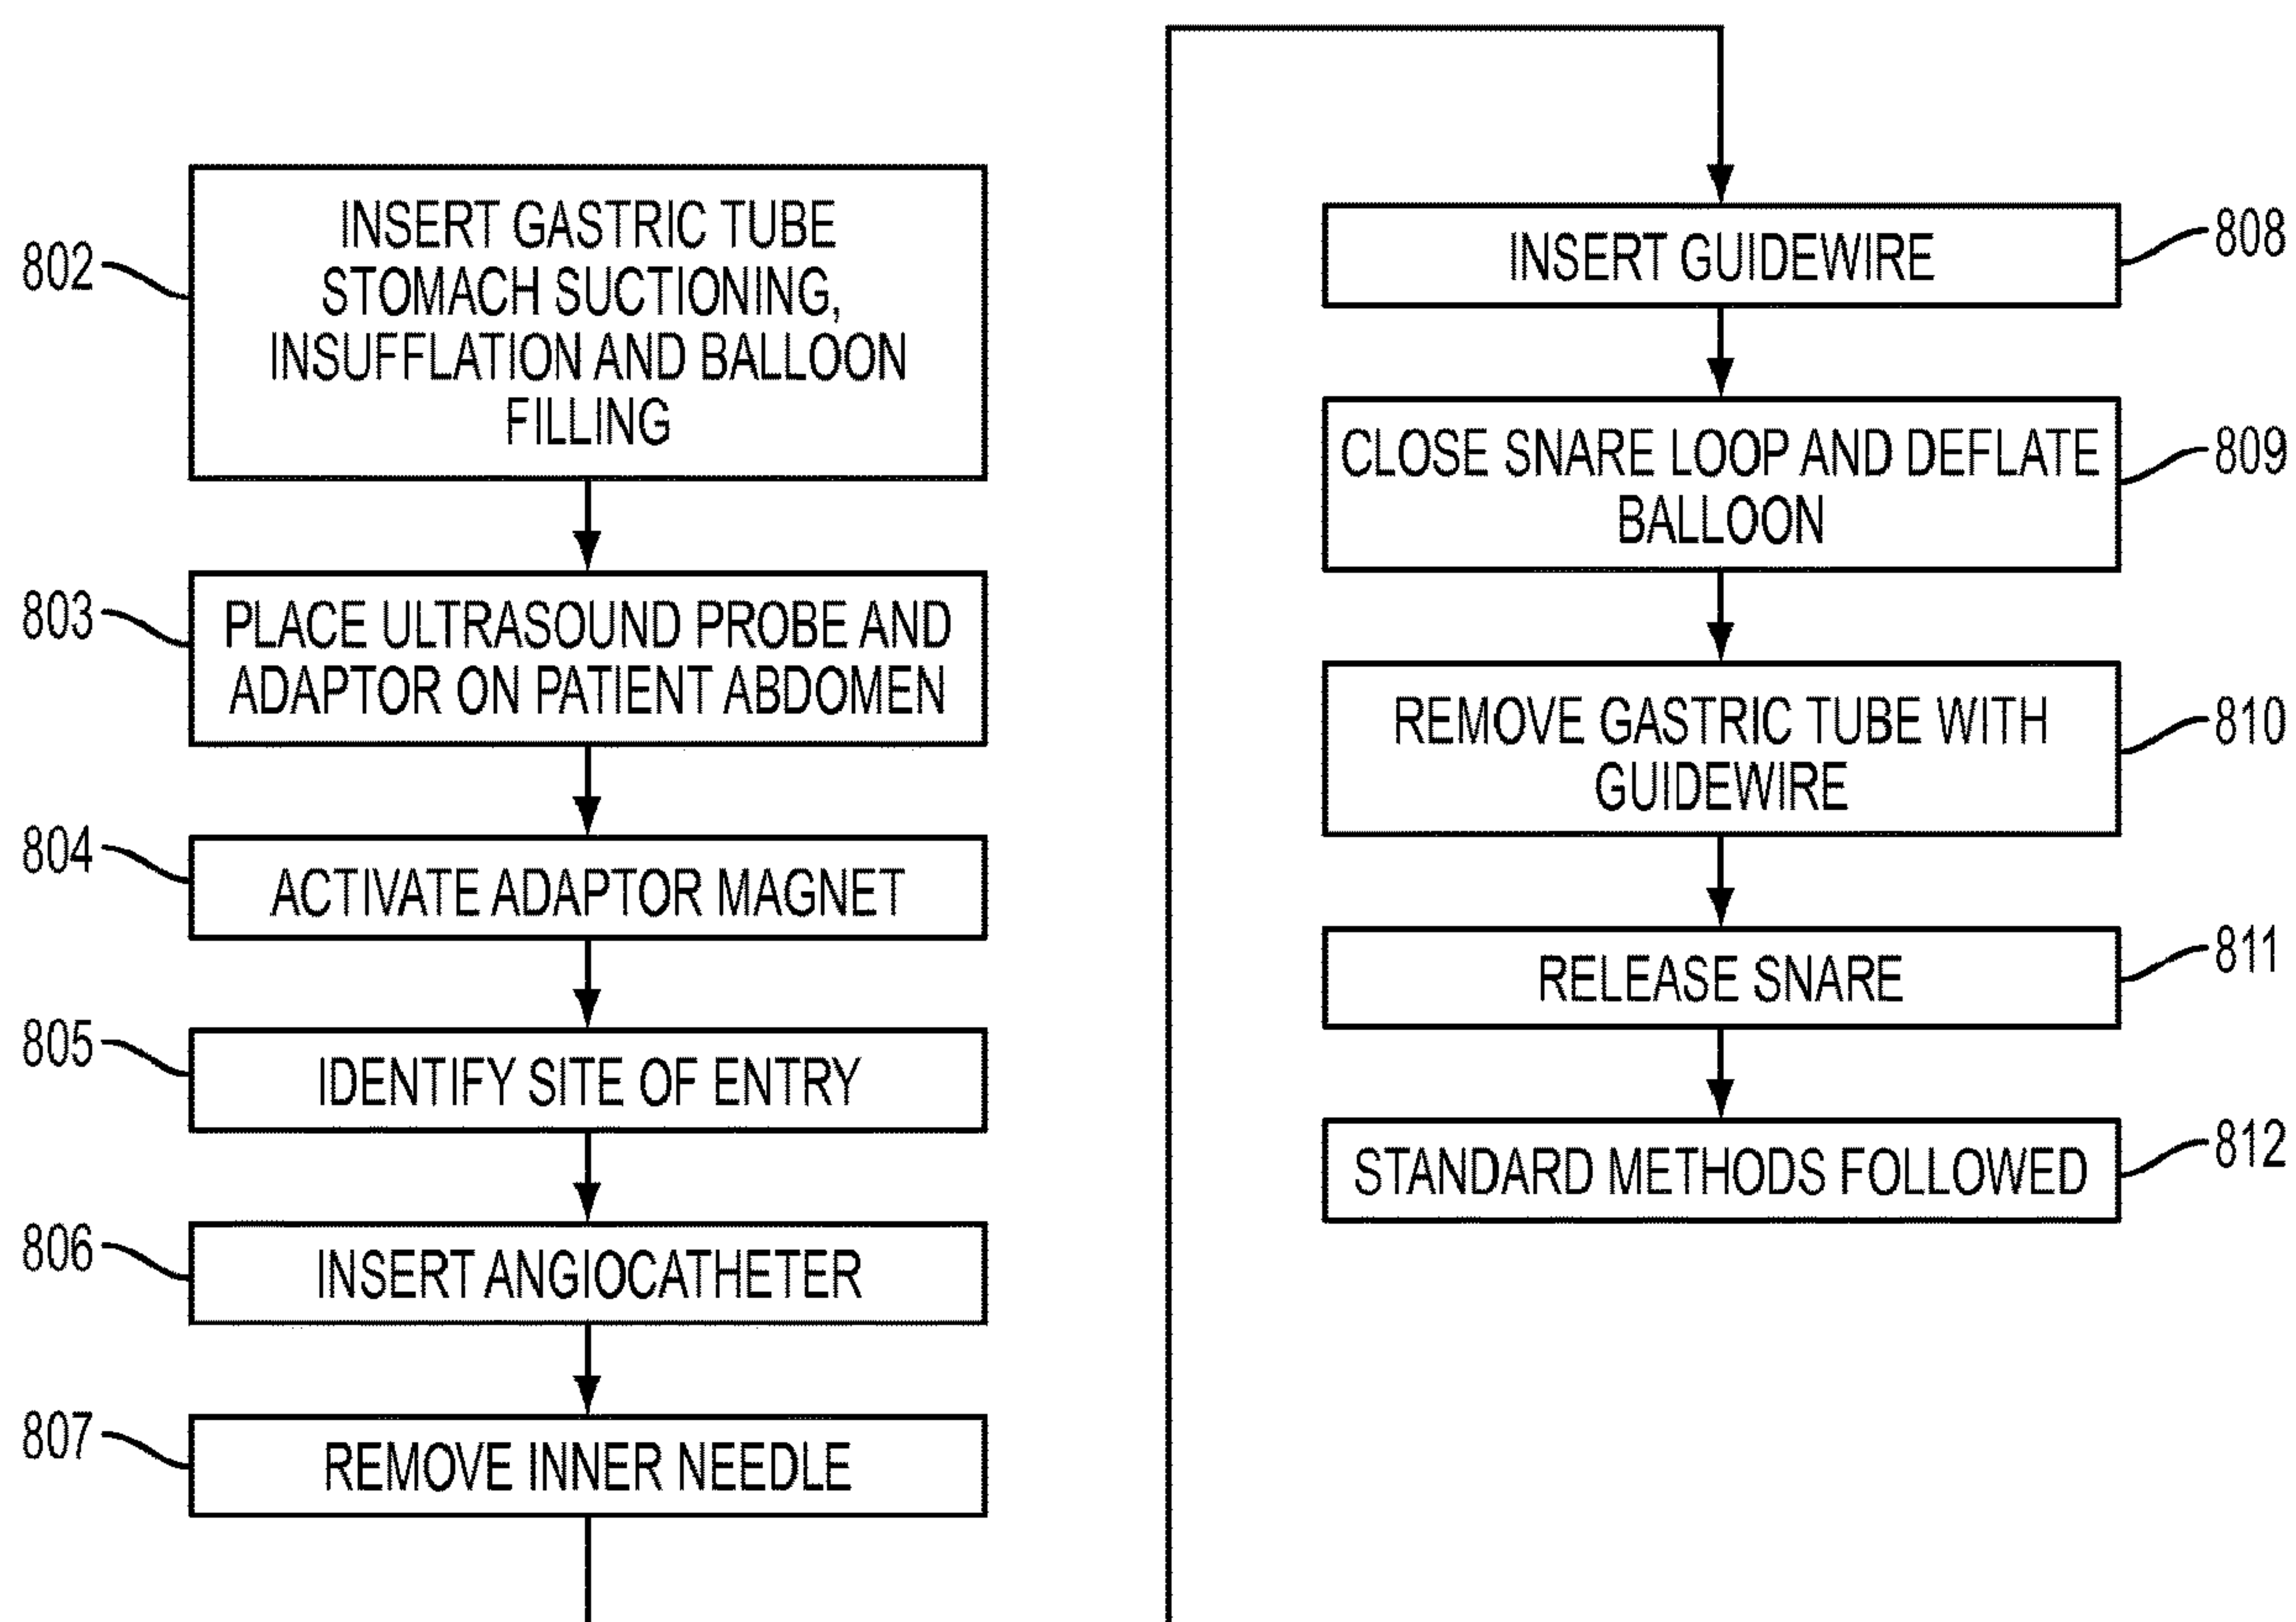 802
INSERT GASTRIC TUBE
STOMACH SUCTIONING,
INSUFFLATION AND BALLOON
FILLING
803
PLACE ULTRASOUND PROBE AND
ADAPTOR ON PATIENT ABDOMEN
804
ACTIVATE ADAPTOR MAGNET
805
IDENTIFY SITE OF ENTRY
806
INSERT ANGIOCATHETER
807
REMOVE INNER NEEDLE
INSERT GUIDEWIRE
808
CLOSE SNARE LOOP AND DEFLATE
BALLOON
809
REMOVE GASTRIC TUBE WITH
GUIDEWIRE
810
RELEASE SNARE
811
STANDARD METHODS FOLLOWED
812